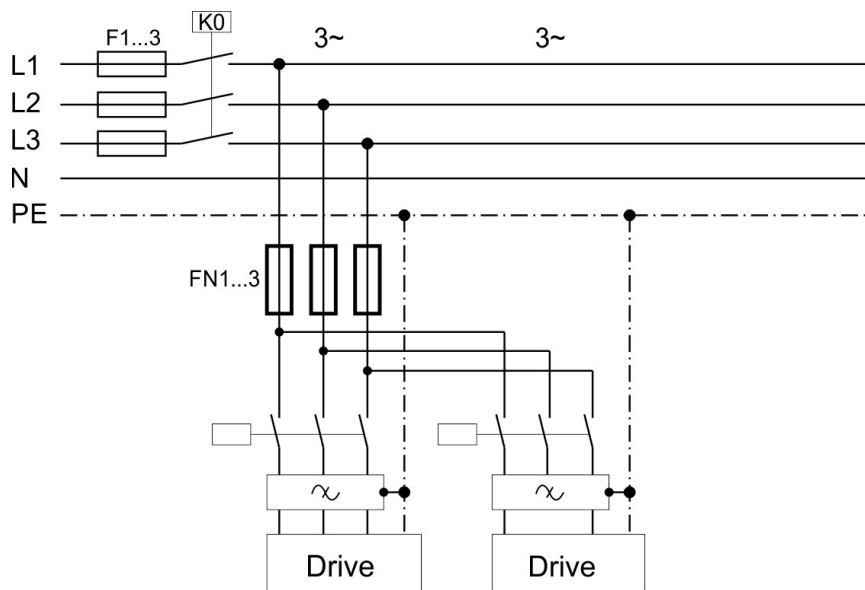 K0
F1...3
3~
3~
L1
L2
L3
N
PE
FN1...3
Drive
Drive